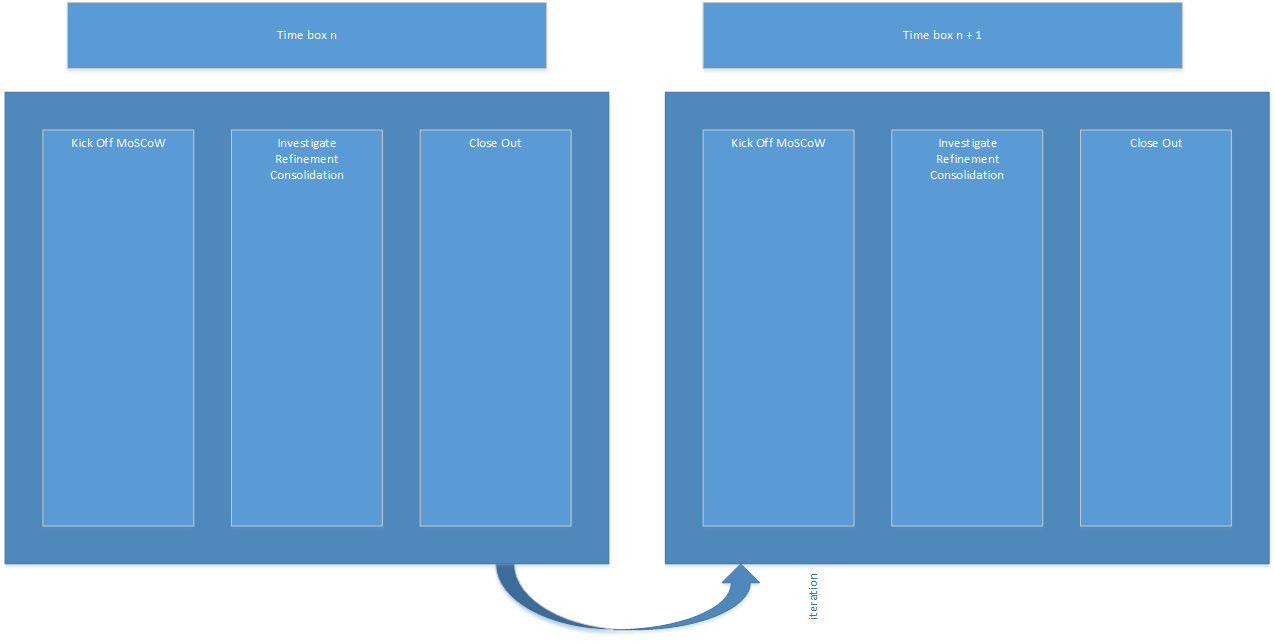 Time box n
Time box n + 1
Kick Off MoSCoW
Investigate
Refinement
Consolidation
Close Out
Kick Off MoSCoW
Investigate
Refinement
Consolidation
Close Out
iteration